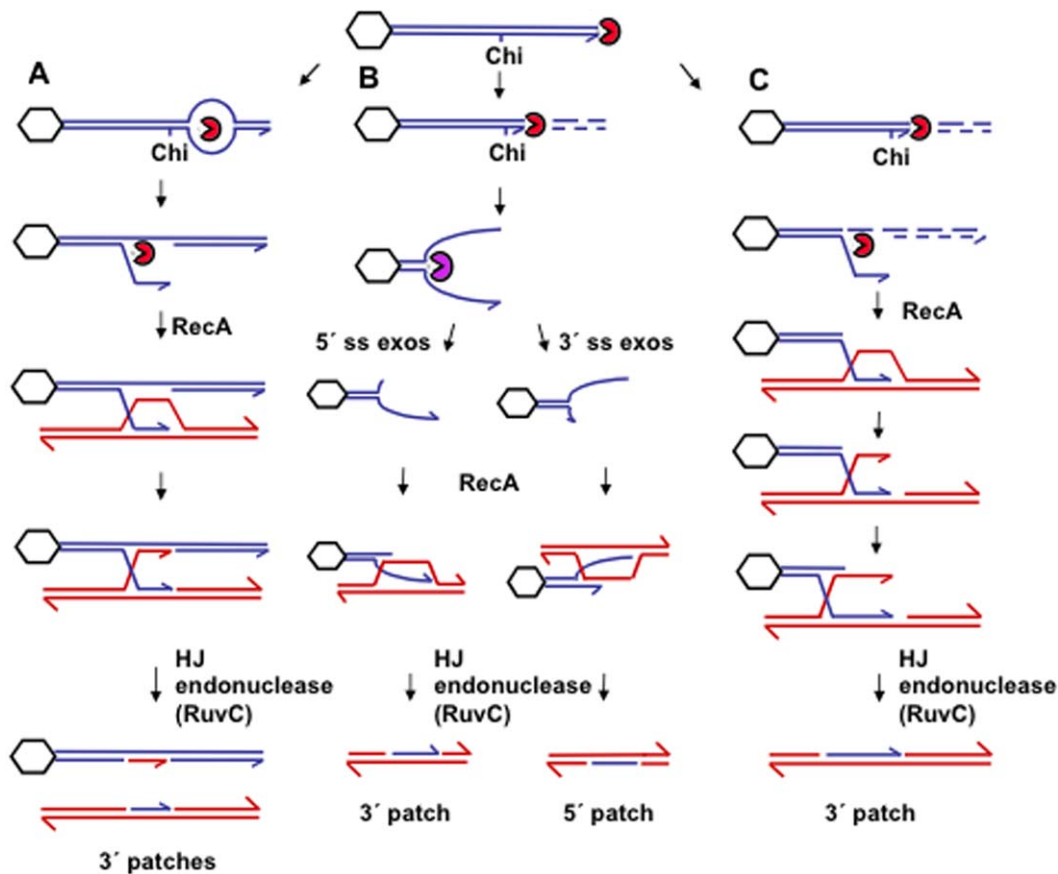 Chi
A
B
C
Chi
Chi
Chi
RecA
5´ ss exos
3´ ss exos
RecA
RecA
HJ
endonuclease
(RuvC)
HJ
endonuclease
(RuvC)
HJ
endonuclease
(RuvC)
3´ patch
5´ patch
3´ patch
3´ patches